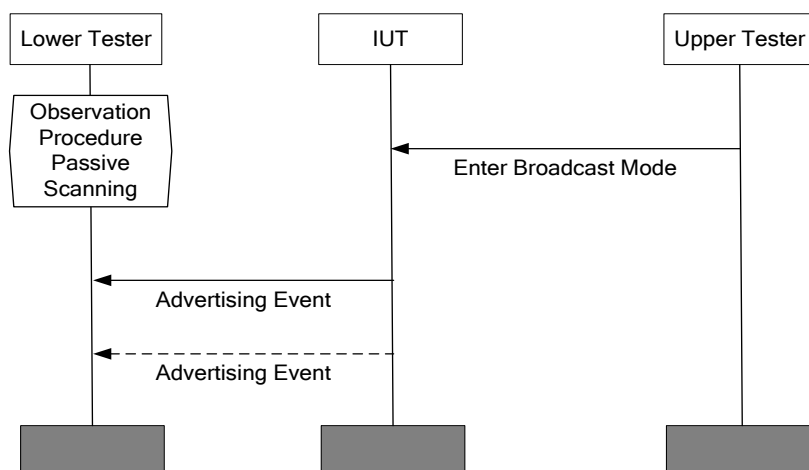 Lower Tester
IUT
Upper Tester
Observation
Procedure
Passive
Scanning
Enter Broadcast Mode
Advertising Event
Advertising Event